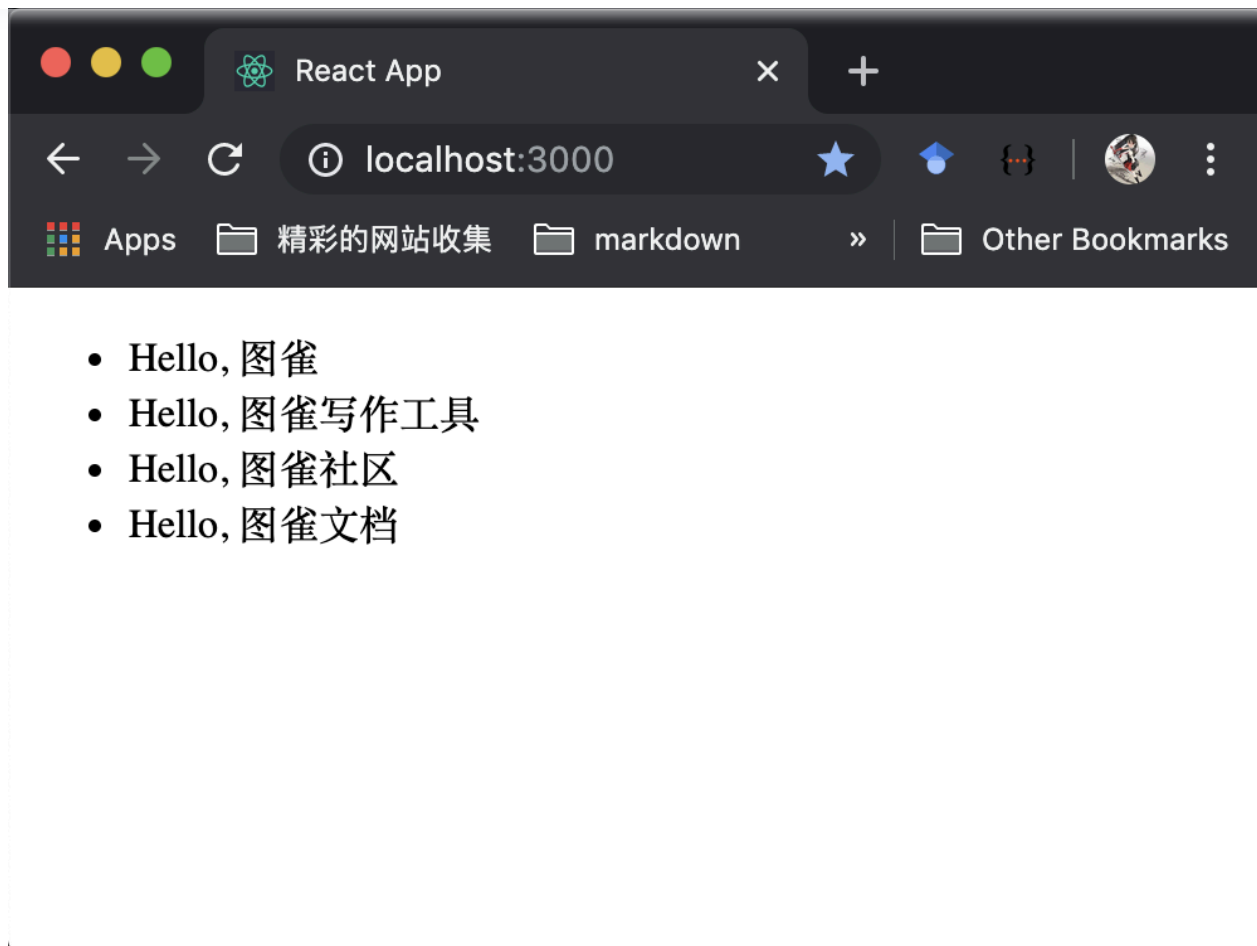 React App
localhost:3000
Apps 精彩的网站收集 markdown » Other Bookmarks
Hello, 图雀
Hello, 图雀写作工具
Hello, 图雀社区
Hello, 图雀文档